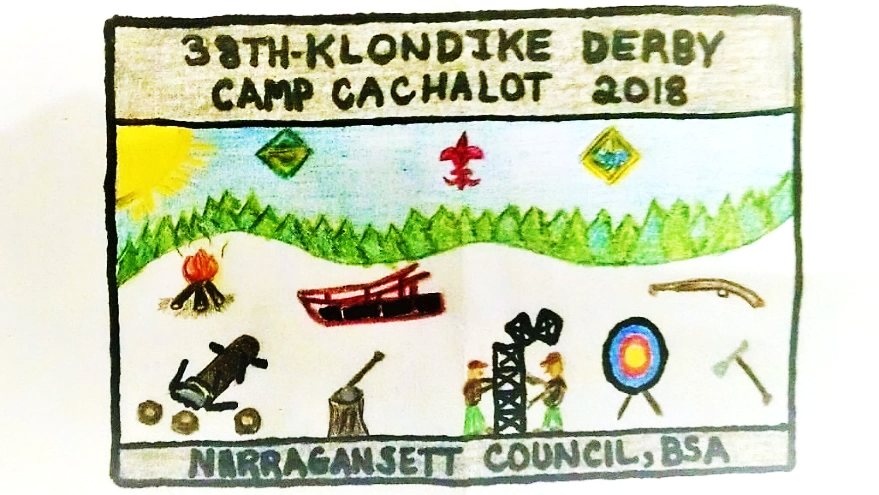 38TH-KLONDIKE DERBY
CAMP CACHALOT 2018
NARRAGANSETT COUNCIL, BSA